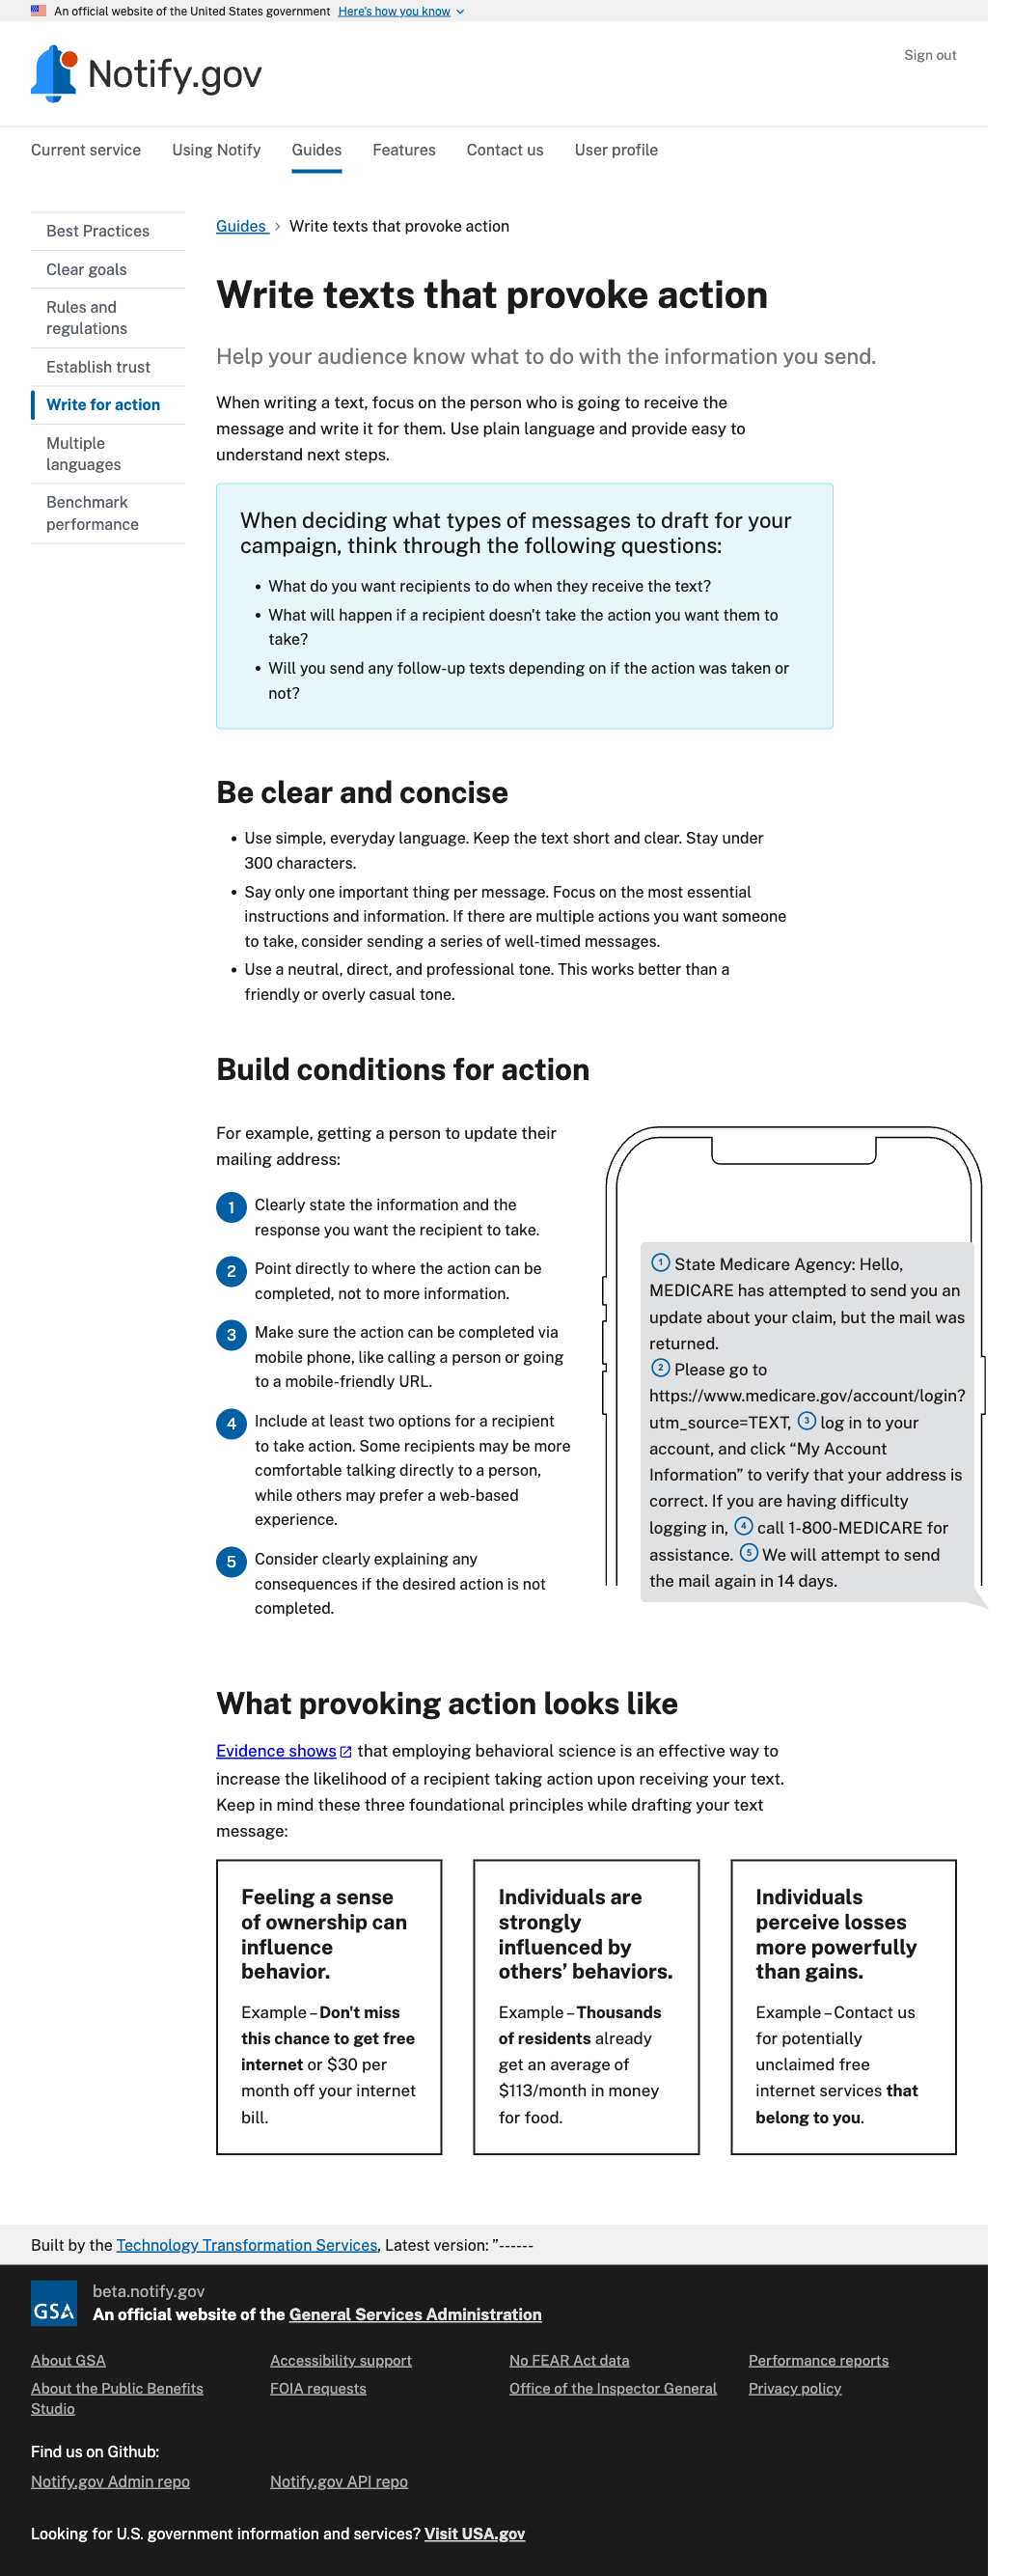 An official website of the United States government Here's how you know
Notify.gov
Sign out
Current service Using Notify Guides Features Contact us User profile
Best Practices
Clear goals
Rules and
regulations
Establish trust
Write for action
Multiple
languages
Benchmark
performance
Guides > Write texts that provoke action
Write texts that provoke action
Help your audience know what to do with the information you send.
When writing a text, focus on the person who is going to receive the
message and write it for them. Use plain language and provide easy to
understand next steps.
When deciding what types of messages to draft for your
campaign, think through the following questions:
• What do you want recipients to do when they receive the text?
• What will happen if a recipient doesn't take the action you want them to
take?
• Will you send any follow-up texts depending on if the action was taken or
not?
Be clear and concise
• Use simple, everyday language. Keep the text short and clear. Stay under
300 characters.
• Say only one important thing per message. Focus on the most essential
instructions and information. If there are multiple actions you want someone
to take, consider sending a series of well-timed messages.
• Use a neutral, direct, and professional tone. This works better than a
friendly or overly casual tone.
Build conditions for action
For example, getting a person to update their
mailing address:
1 Clearly state the information and the
response you want the recipient to take.
2 Point directly to where the action can be
completed, not to more information.
3 Make sure the action can be completed via
mobile phone, like calling a person or going
to a mobile-friendly URL.
4 Include at least two options for a recipient
to take action. Some recipients may be more
comfortable talking directly to a person,
while others may prefer a web-based
experience.
5 Consider clearly explaining any
consequences if the desired action is not
completed.
1 State Medicare Agency: Hello,
MEDICARE has attempted to send you an
update about your claim, but the mail was
returned.
2 Please go to
https://www.medicare.gov/account/login?
utm_source=TEXT, 3 log in to your
account, and click “My Account
Information” to verify that your address is
correct. If you are having difficulty
logging in, 4 call 1-800-MEDICARE for
assistance. 5 We will attempt to send
the mail again in 14 days.
What provoking action looks like
Evidence shows that employing behavioral science is an effective way to
increase the likelihood of a recipient taking action upon receiving your text.
Keep in mind these three foundational principles while drafting your text
message:
Feeling a sense
of ownership can
influence
behavior.
Example – Don't miss
this chance to get free
internet or $30 per
month off your internet
bill.
Individuals are
strongly
influenced by
others’ behaviors.
Example – Thousands
of residents already
get an average of
$113/month in money
for food.
Individuals
perceive losses
more powerfully
than gains.
Example – Contact us
for potentially
unclaimed free
internet services that
belong to you.
Built by the Technology Transformation Services, Latest version: ”------
GSA
beta.notify.gov
An official website of the General Services Administration
About GSA Accessibility support No FEAR Act data Performance reports
About the Public Benefits
Studio
FOIA requests Office of the Inspector General Privacy policy
Find us on Github:
Notify.gov Admin repo Notify.gov API repo
Looking for U.S. government information and services? Visit USA.gov